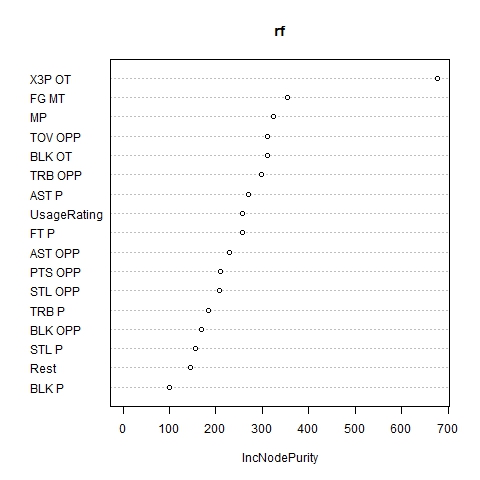 rf
X3P OT
FG MT
MP
TOV OPP
BLK OT
TRB OPP
AST P
UsageRating
FT P
AST OPP
PTS OPP
STL OPP
TRB P
BLK OPP
STL P
Rest
BLK P
0 100 200 300 400 500 600 700
IncNodePurity